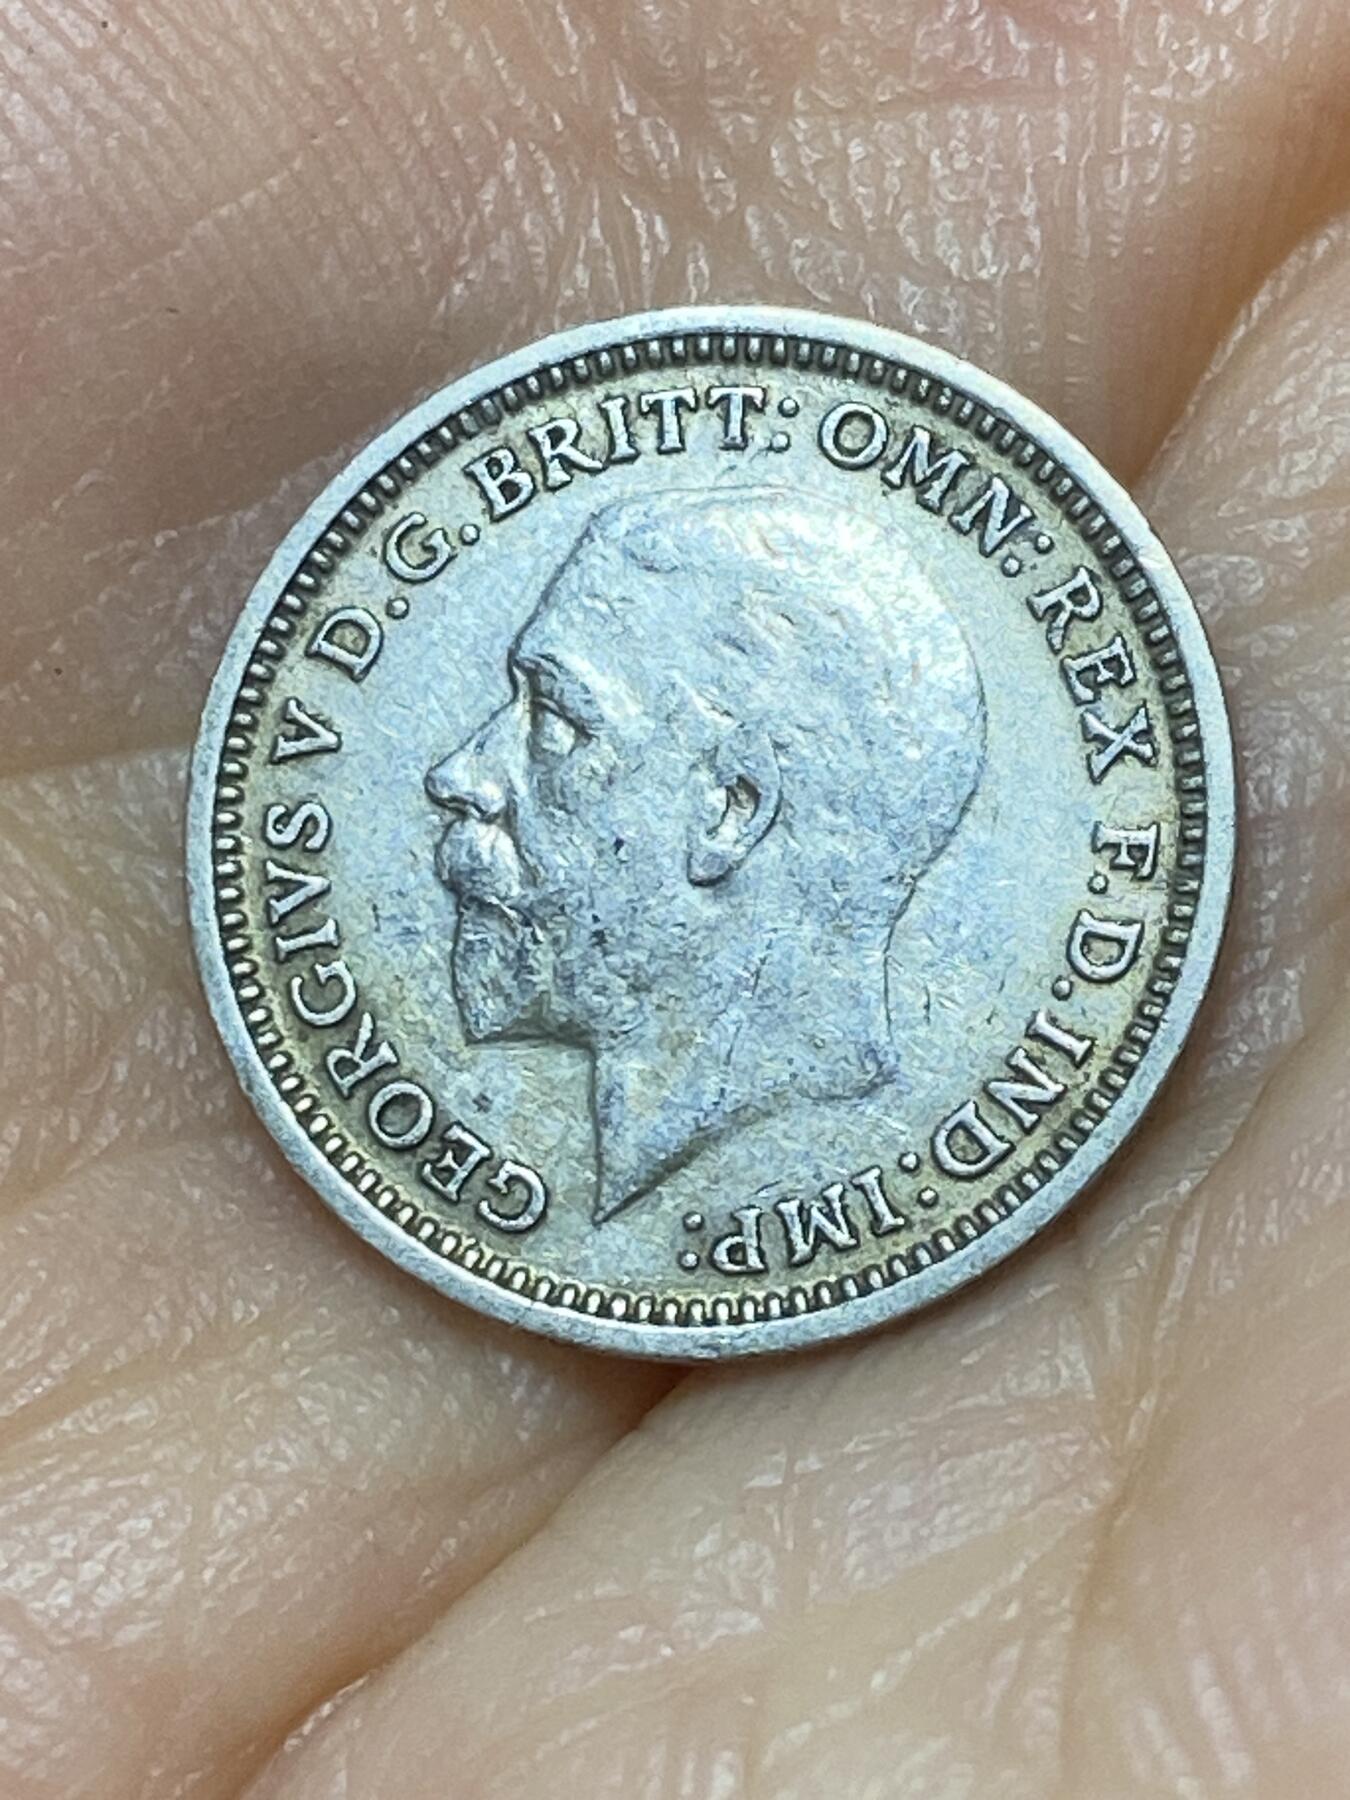 GEORGIVS V D.G.BRITT: OMN: REX F.D.IND:IMP: